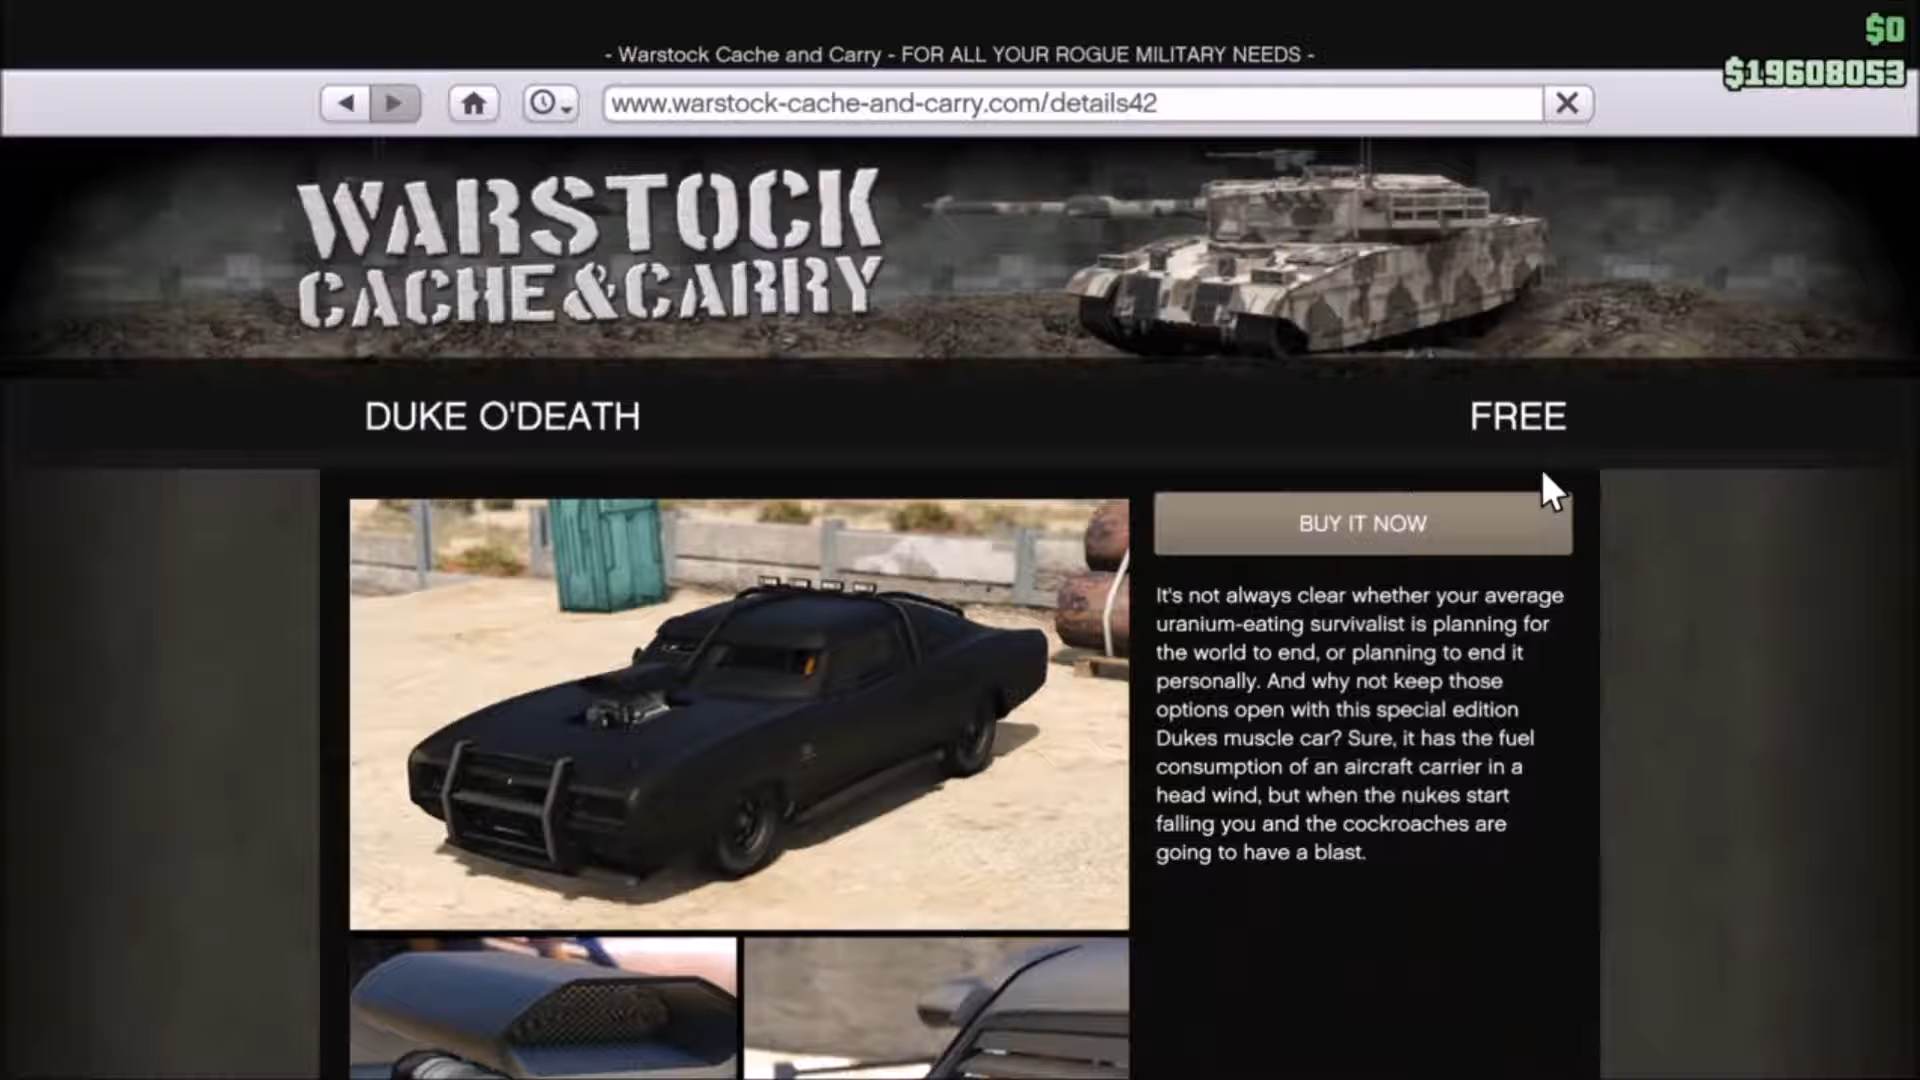 $0
- Warstock Cache and Carry - FOR ALL YOUR ROGUE MILITARY NEEDS -
$19608053
www.warstock-cache-and-carry.com/details42
WARSTOCK
CACHE&CARRY
DUKE O'DEATH
FREE
BUY IT NOW
It's not always clear whether your average
uranium-eating survivalist is planning for
the world to end, or planning to end it
personally. And why not keep those
options open with this special edition
Dukes muscle car? Sure, it has the fuel
consumption of an aircraft carrier in a
head wind, but when the nukes start
falling you and the cockroaches are
going to have a blast.